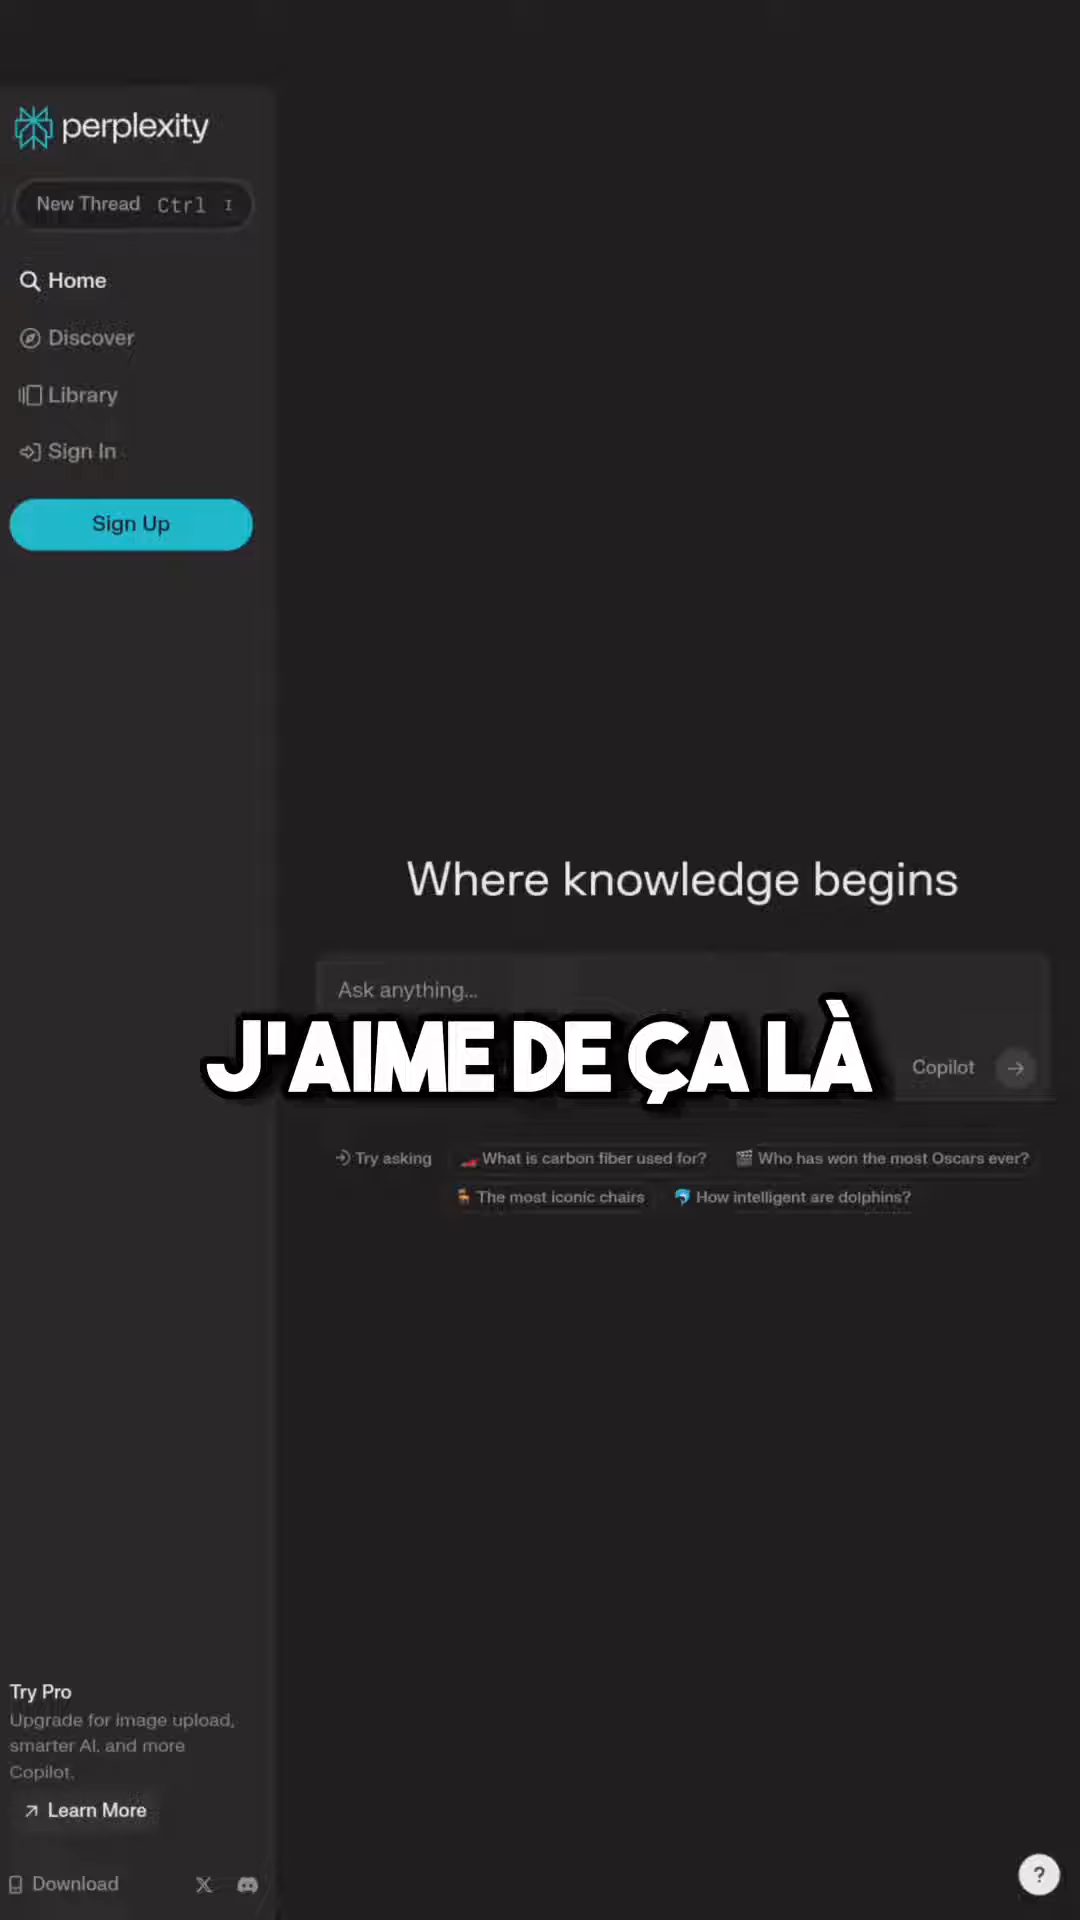 perplexity
New Thread Ctrl I
Home
Discover
Library
Sign In
Sign Up
Where knowledge begins
Ask anything...
J'AIME DE ÇA LÀ
Copilot
Try asking
What is carbon fiber used for?
Who has won the most Oscars ever?
The most iconic chairs
How intelligent are dolphins?
Try Pro
Upgrade for image upload,
smarter AI, and more
Copilot.
Learn More
Download
?